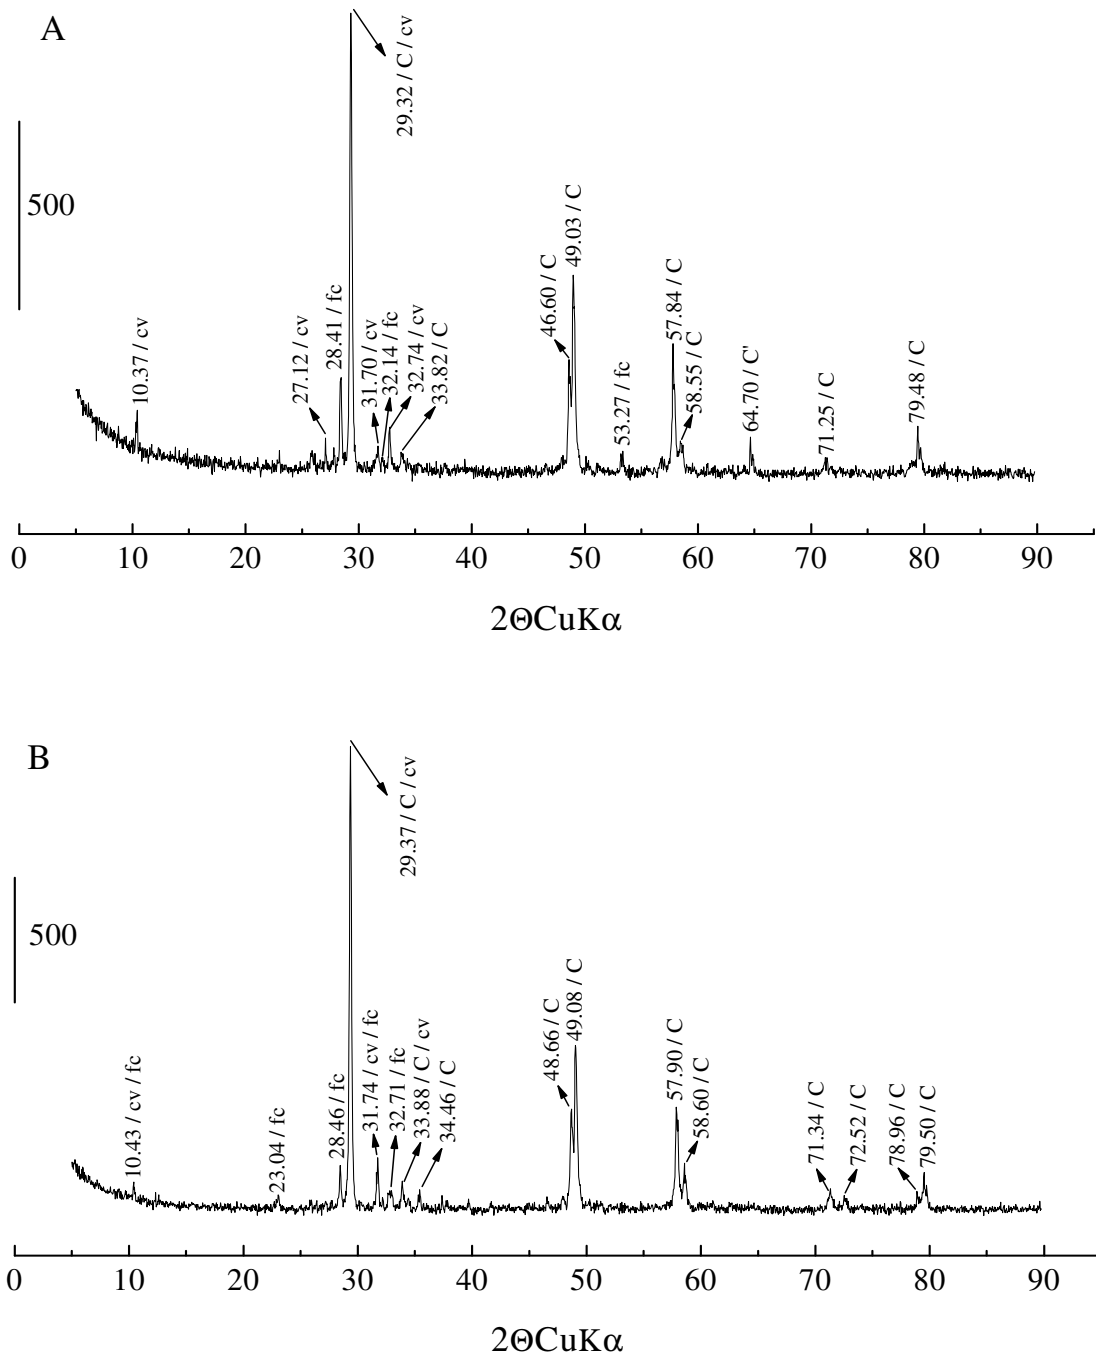 A
500
10.37 / cv
27.12 / cv
28.41 / fc
29.32 / C / cv
31.70 / cv
32.14 / fc
32.74 / cv
33.82 / C
46.60 / C
49.03 / C
53.27 / fc
57.84 / C
58.55 / C
64.70 / C'
71.25 / C
79.48 / C
0 10 20 30 40 50 60 70 80 90
2ΘCuKα
B
500
10.43 / cv / fc
23.04 / fc
28.46 / fc
29.37 / C / cv
31.74 / cv / fc
32.71 / fc
33.88 / C / cv
34.46 / C
48.66 / C
49.08 / C
57.90 / C
58.60 / C
71.34 / C
72.52 / C
78.96 / C
79.50 / C
0 10 20 30 40 50 60 70 80 90
2ΘCuKα